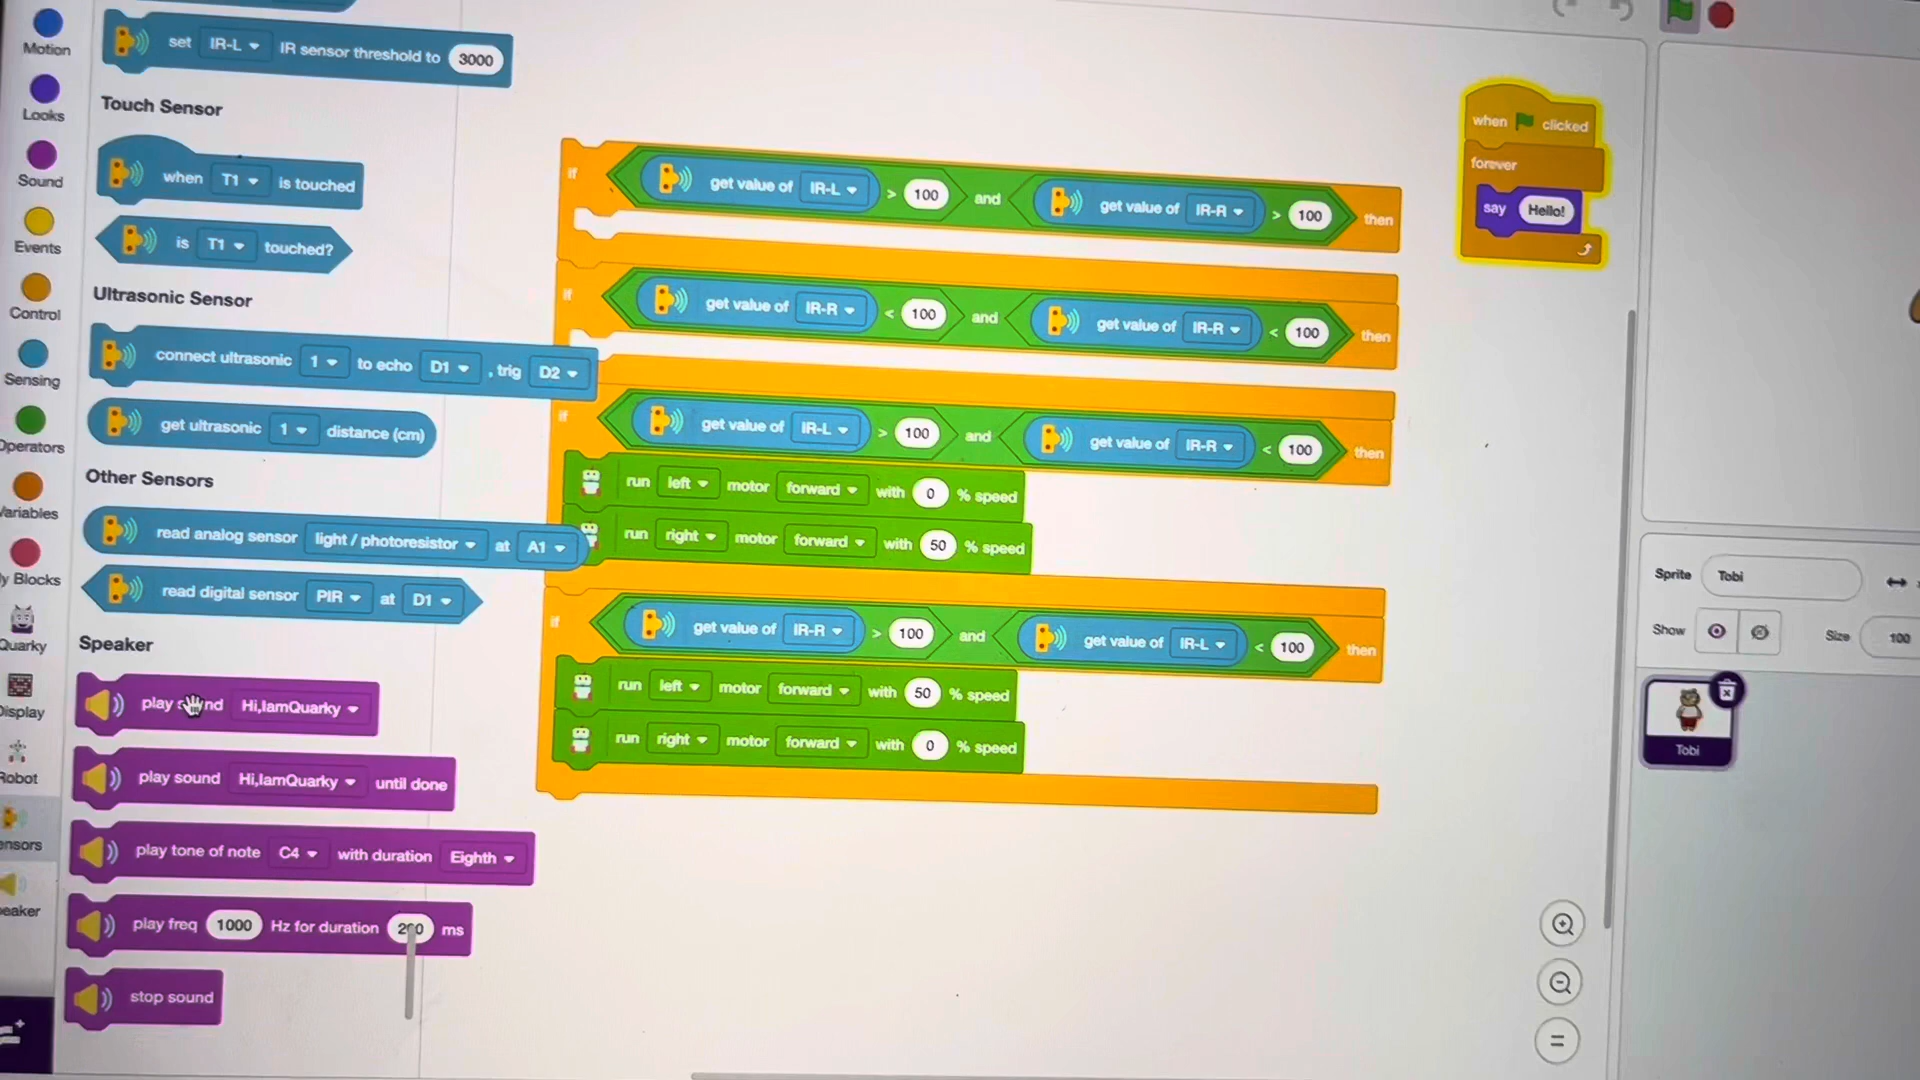 Motion
Looks
Sound
Events
Control
Sensing
Operators
Variables
y Blocks
Quarky
Display
Robot
ensors
eaker
set IR-L IR sensor threshold to 3000
Touch Sensor
when T1 is touched
is T1 touched?
Ultrasonic Sensor
connect ultrasonic 1 to echo D1 , trig D2
get ultrasonic 1 distance (cm)
Other Sensors
read analog sensor light / photoresistor at A1
read digital sensor PIR at D1
Speaker
play sound Hi,IamQuarky
play sound Hi,IamQuarky until done
play tone of note C4 with duration Eighth
play freq 1000 Hz for duration 200 ms
stop sound
if get value of IR-L > 100 and get value of IR-R > 100 then
if get value of IR-R < 100 and get value of IR-R < 100 then
if get value of IR-L > 100 and get value of IR-R < 100 then
run left motor forward with 0 % speed
run right motor forward with 50 % speed
if get value of IR-R > 100 and get value of IR-L < 100 then
run left motor forward with 50 % speed
run right motor forward with 0 % speed
when clicked
forever
say Hello!
Sprite Tobi
Show Size 100
Tobi